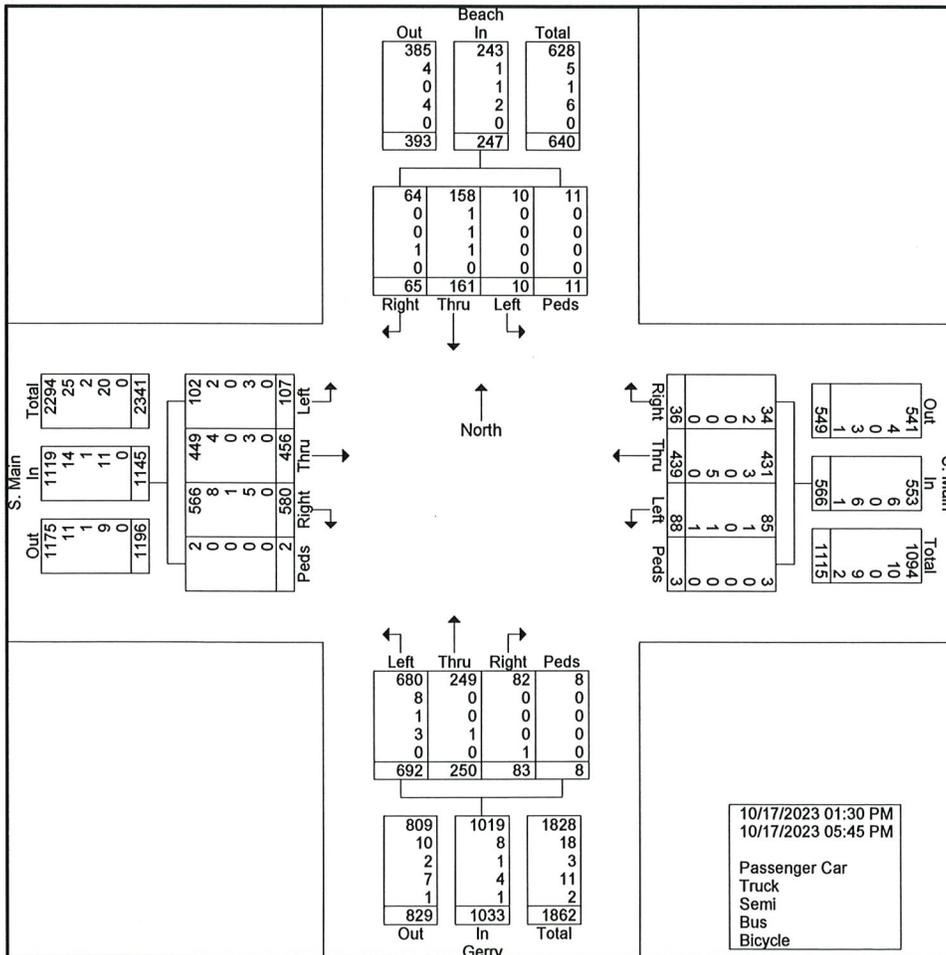 Beach
Out In Total
385 243 628
4 1 5
0 1 1
4 2 6
0 0 0
393 247 640
64 158 10 11
0 1 0 0
0 1 0 0
1 1 0 0
0 0 0 0
65 161 10 11
Right Thru Left Peds
S. Main
Total
2294
25
2
20
0
2341
In
1119
14
1
11
0
1145
Out
1175
11
1
9
0
1196
102
2
0
3
0
107
Left
449
4
0
3
0
456
Thru
566
8
1
5
0
580
Right
2
0
0
0
0
2
Peds
North
Right
34
2
0
0
0
36
Thru
431
3
0
5
0
439
Left
85
1
0
1
1
88
Peds
3
0
0
0
0
3
Out
541
4
0
3
1
549
In
553
6
0
6
1
566
Total
1094
10
0
9
2
1115
Left Thru Right Peds
680 249 82 8
8 0 0 0
1 0 0 0
3 1 0 0
0 0 1 0
692 250 83 8
809 1019 1828
10 8 18
2 1 3
7 4 11
1 1 2
829 1033 1862
Out In Total
Gerry
10/17/2023 01:30 PM
10/17/2023 05:45 PM
Passenger Car
Truck
Semi
Bus
Bicycle